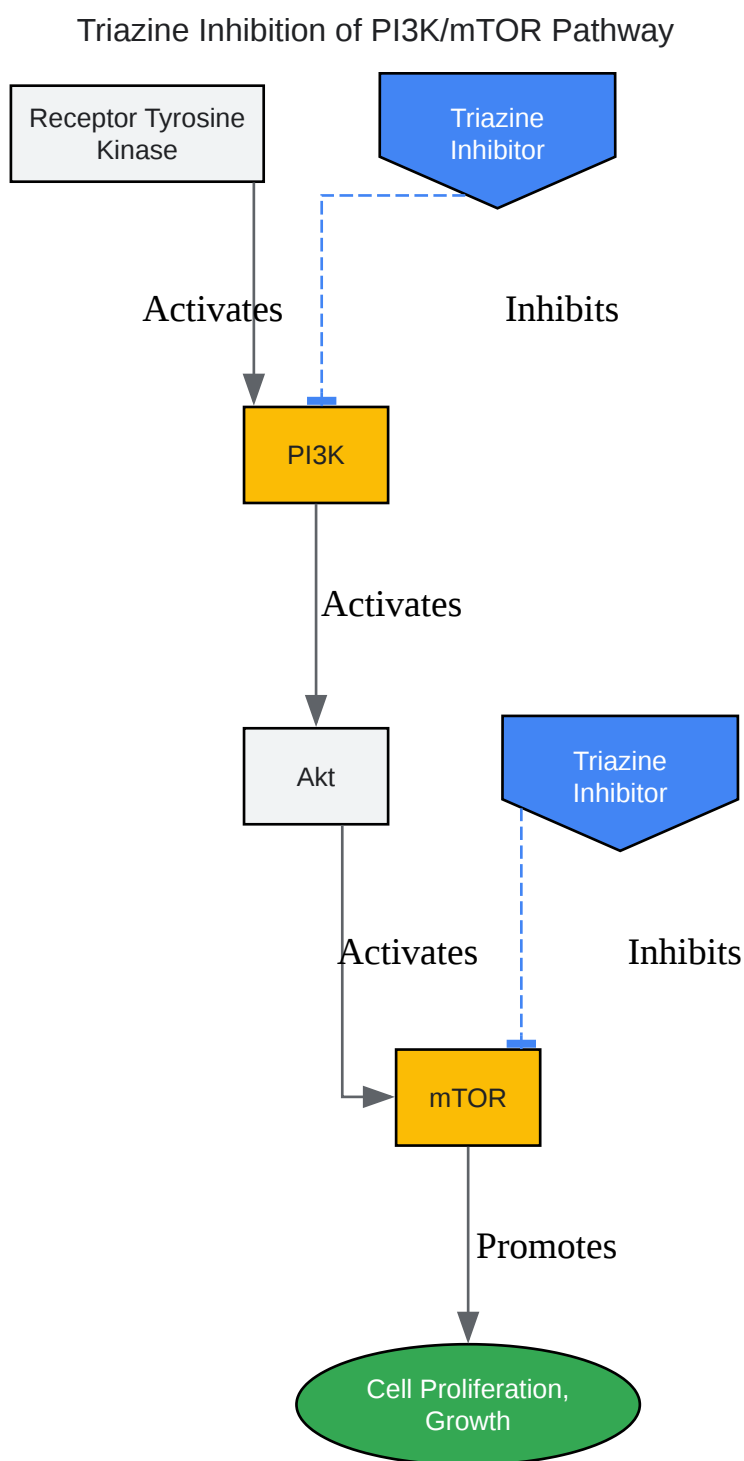 Triazine Inhibition of PI3K/mTOR Pathway
Receptor Tyrosine
Kinase
Triazine
Inhibitor
Activates
Inhibits
PI3K
Activates
Akt
Triazine
Inhibitor
Activates
Inhibits
mTOR
Promotes
Cell Proliferation,
Growth